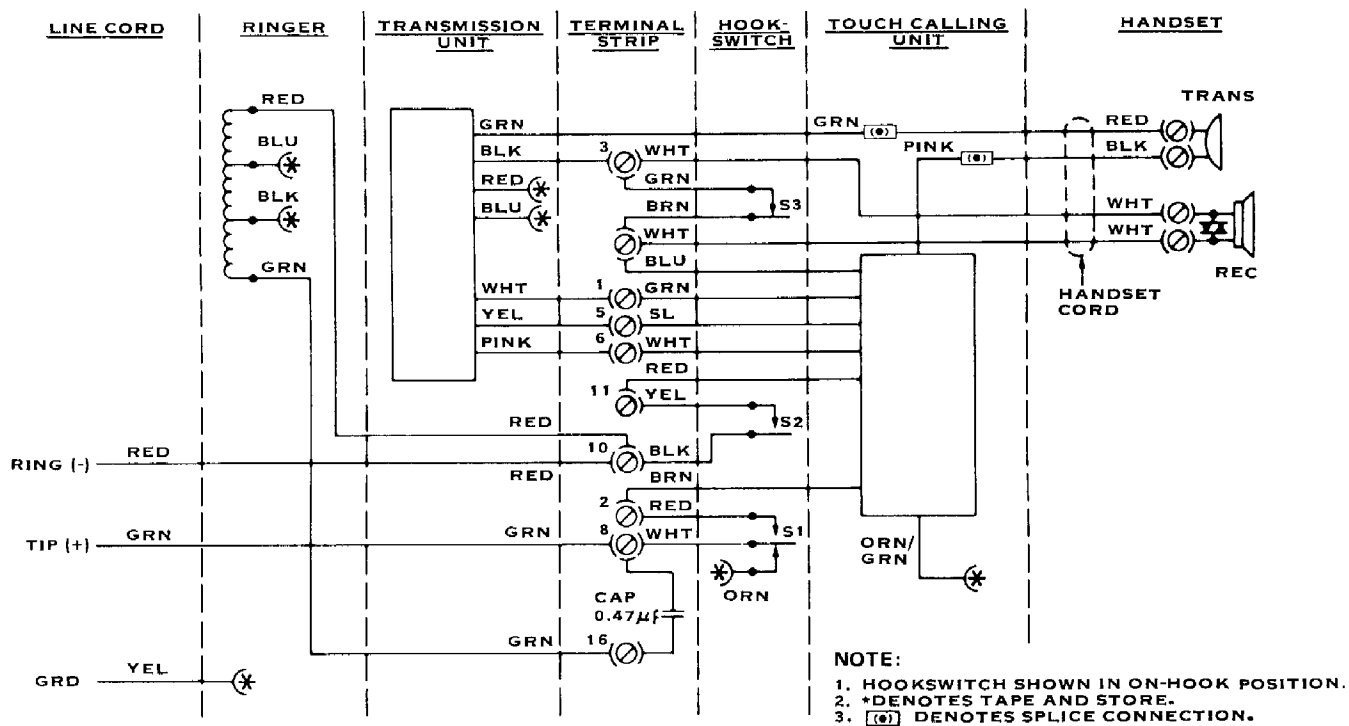 LINE CORD
RINGER
TRANSMISSION UNIT
TERMINAL STRIP
HOOK-SWITCH
TOUCH CALLING UNIT
HANDSET
RED
BLU
BLK
GRN
GRN
BLK
RED
BLU
WHT
YEL
PINK
3
WHT
GRN
BRN
S3
WHT
BLU
1
GRN
5
SL
6
WHT
RED
11
YEL
S2
RED
10
BLK
RING (-)
RED
RED
BRN
2
RED
S1
TIP (+)
GRN
GRN
8
WHT
ORN
CAP
0.47µf
GRN
16
GRD
YEL
GRN
PINK
ORN/
GRN
TRANS
RED
BLK
WHT
WHT
REC
HANDSET
CORD
NOTE:
1. HOOKSWITCH SHOWN IN ON-HOOK POSITION.
2. *DENOTES TAPE AND STORE.
3. DENOTES SPLICE CONNECTION.